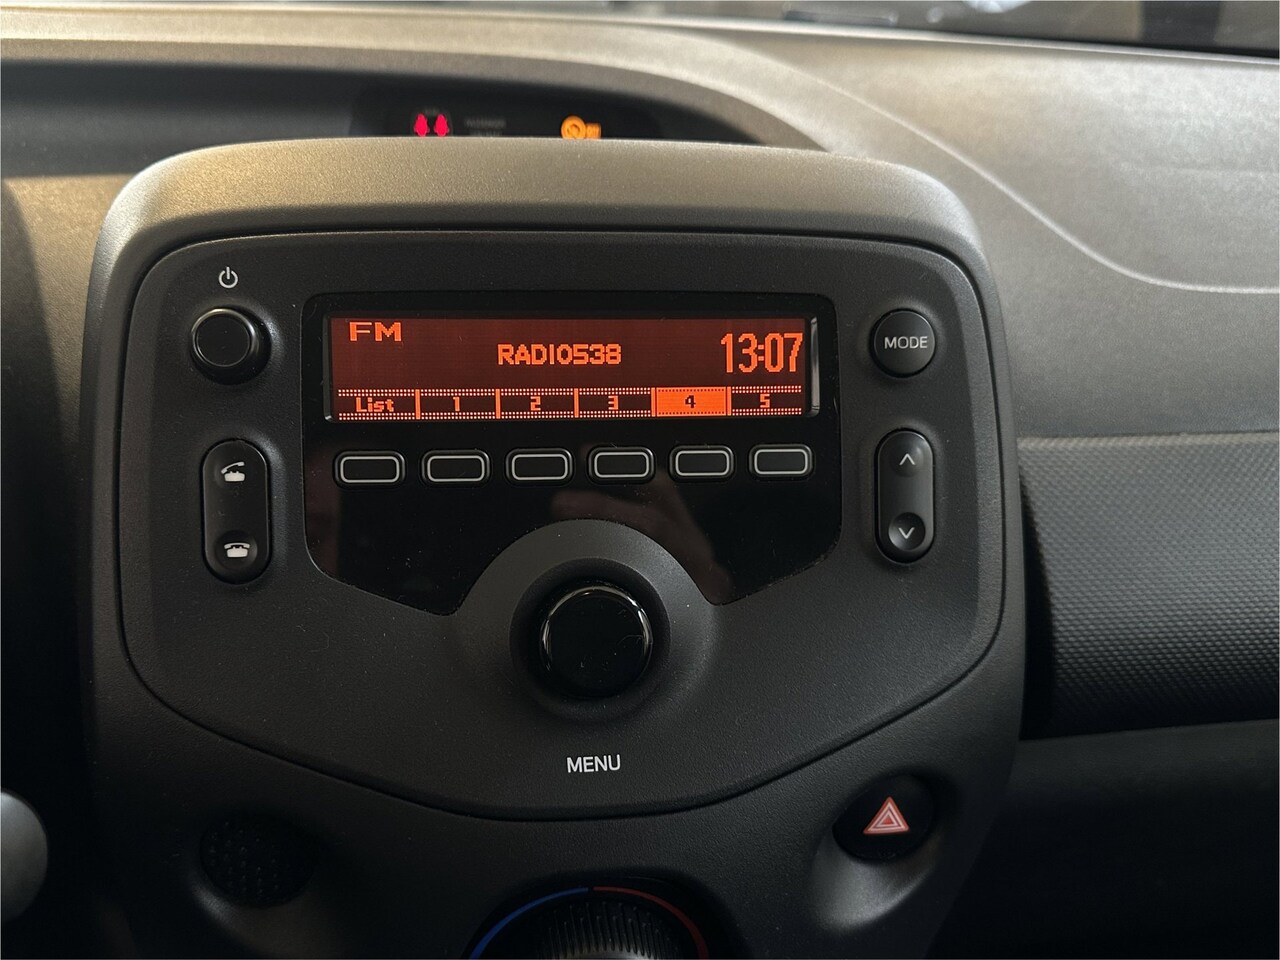 FM
RADIO538
13:07
List 1 2 3 4 5
MODE
MENU